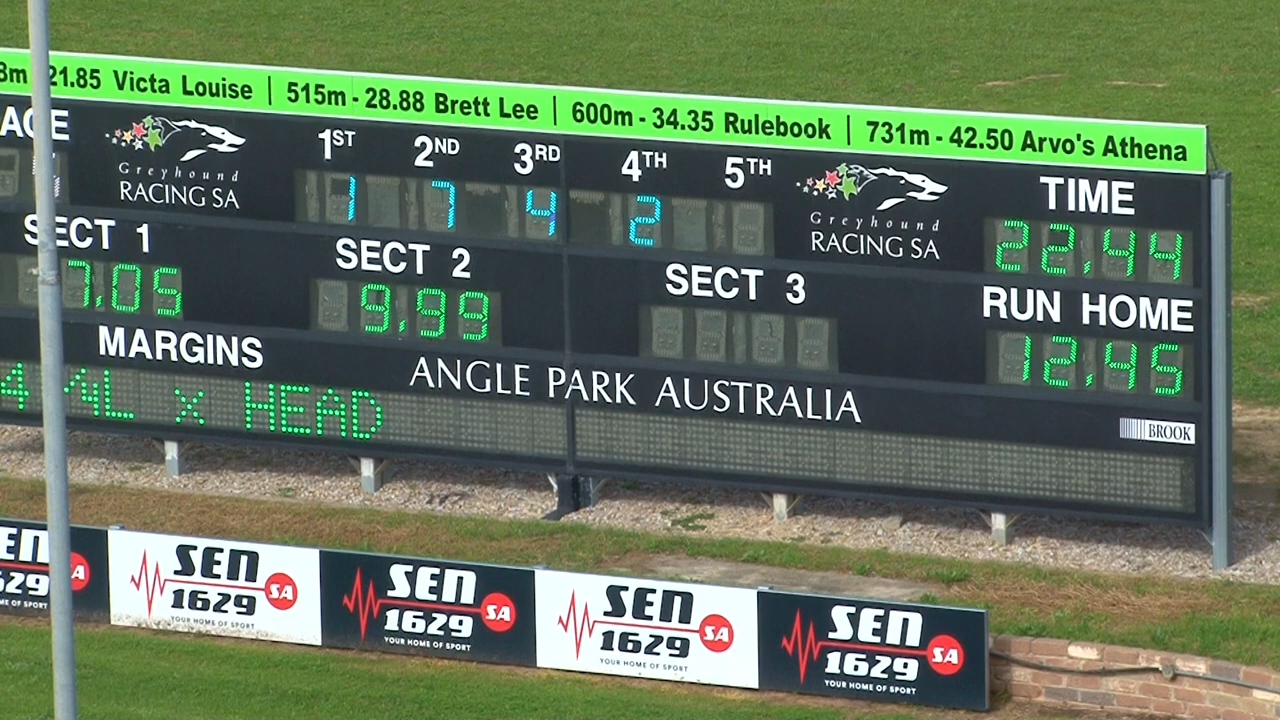 21.85 Victa Louise | 515m - 28.88 Brett Lee | 600m - 34.35 Rulebook | 731m - 42.50 Arvo's Athena
1ST 2ND 3RD 4TH 5TH
Greyhound
RACING SA
1 7 4 2
Greyhound
RACING SA
TIME
22.44
SECT 1
7.05
SECT 2
9.99
SECT 3
RUN HOME
12.45
MARGINS
ANGLE PARK AUSTRALIA
L x HEAD
BROOK
SEN
1629
SA
YOUR HOME OF SPORT
SEN
1629
SA
YOUR HOME OF SPORT
SEN
1629
SA
YOUR HOME OF SPORT
SEN
1629
SA
YOUR HOME OF SPORT